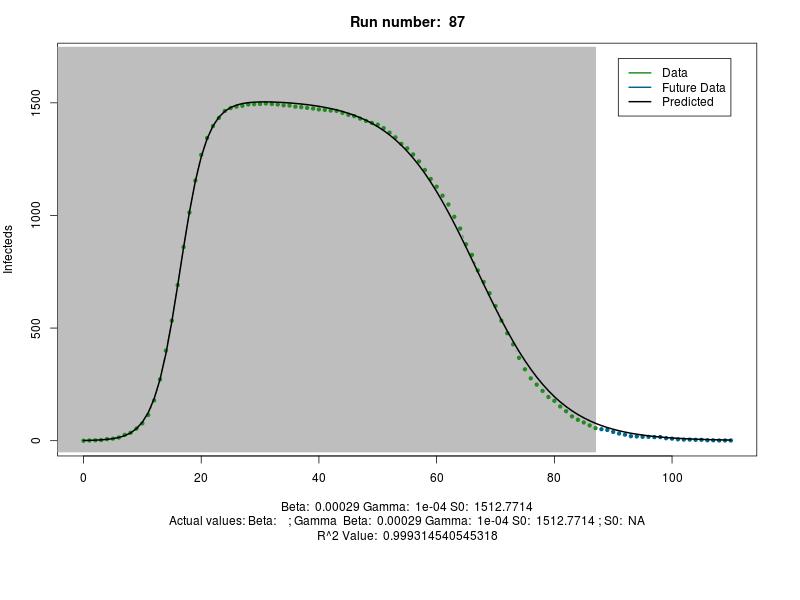 Run number: 87
Data
Future Data
Predicted
Infecteds
1500
1000
500
0
0 20 40 60 80 100
Beta: 0.00029 Gamma: 1e-04 S0: 1512.7714
Actual values: Beta: ; Gamma Beta: 0.00029 Gamma: 1e-04 S0: 1512.7714 ; S0: NA
R^2 Value: 0.999314540545318